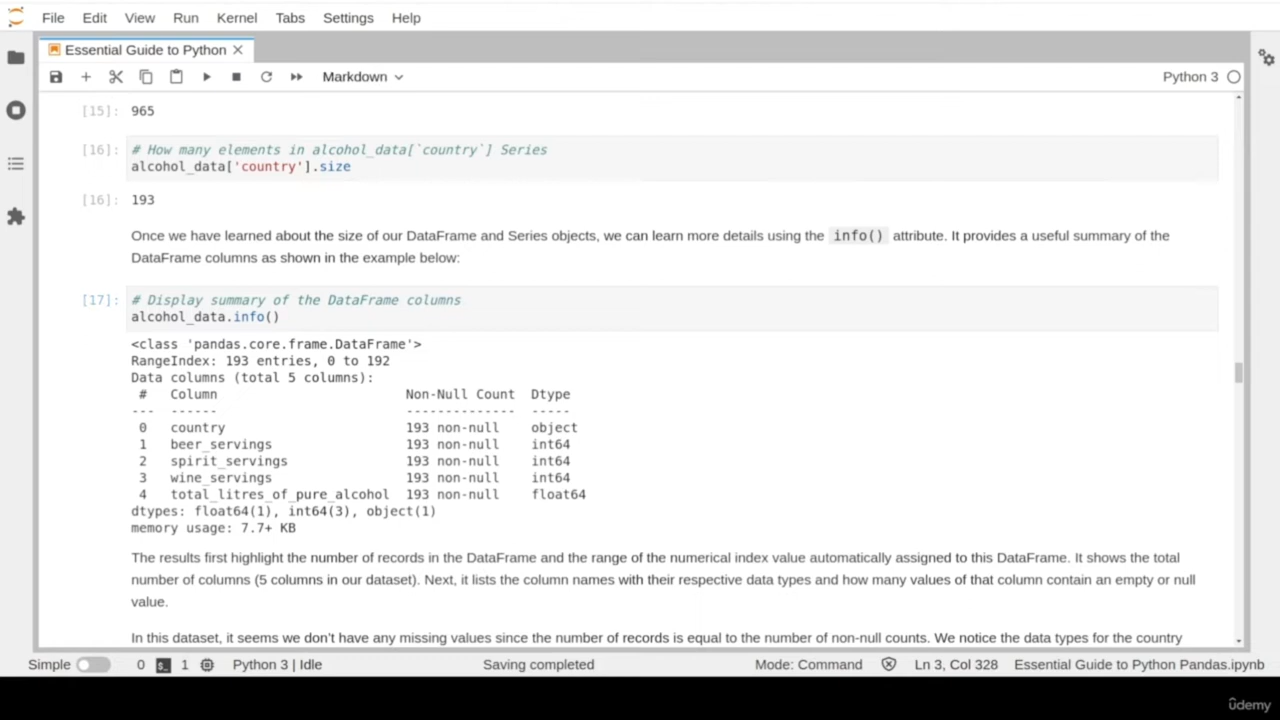 File Edit View Run Kernel Tabs Settings Help
Essential Guide to Python
Markdown
Python 3
[15]: 965
[16]: # How many elements in alcohol_data[`country`] Series
alcohol_data['country'].size
[16]: 193
Once we have learned about the size of our DataFrame and Series objects, we can learn more details using the info() attribute. It provides a useful summary of the
DataFrame columns as shown in the example below:
[17]: # Display summary of the DataFrame columns
alcohol_data.info()
<class 'pandas.core.frame.DataFrame'>
RangeIndex: 193 entries, 0 to 192
Data columns (total 5 columns):
# Column Non-Null Count Dtype
--- ------ -------------- -----
0 country 193 non-null object
1 beer_servings 193 non-null int64
2 spirit_servings 193 non-null int64
3 wine_servings 193 non-null int64
4 total_litres_of_pure_alcohol 193 non-null float64
dtypes: float64(1), int64(3), object(1)
memory usage: 7.7+ KB
The results first highlight the number of records in the DataFrame and the range of the numerical index value automatically assigned to this DataFrame. It shows the total
number of columns (5 columns in our dataset). Next, it lists the column names with their respective data types and how many values of that column contain an empty or null
value.
In this dataset, it seems we don't have any missing values since the number of records is equal to the number of non-null counts. We notice the data types for the country
Simple 0 $_ 1 Python 3 | Idle Saving completed Mode: Command Ln 3, Col 328 Essential Guide to Python Pandas.ipynb
ûdemy